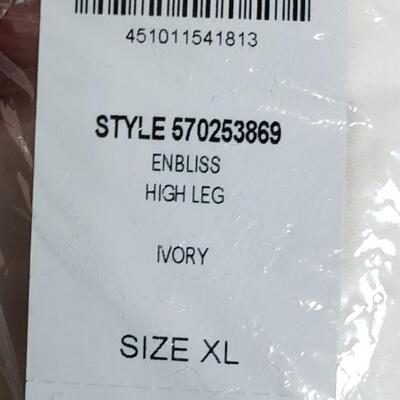 451011541813
STYLE 570253869
ENBLISS
HIGH LEG
IVORY
SIZE XL